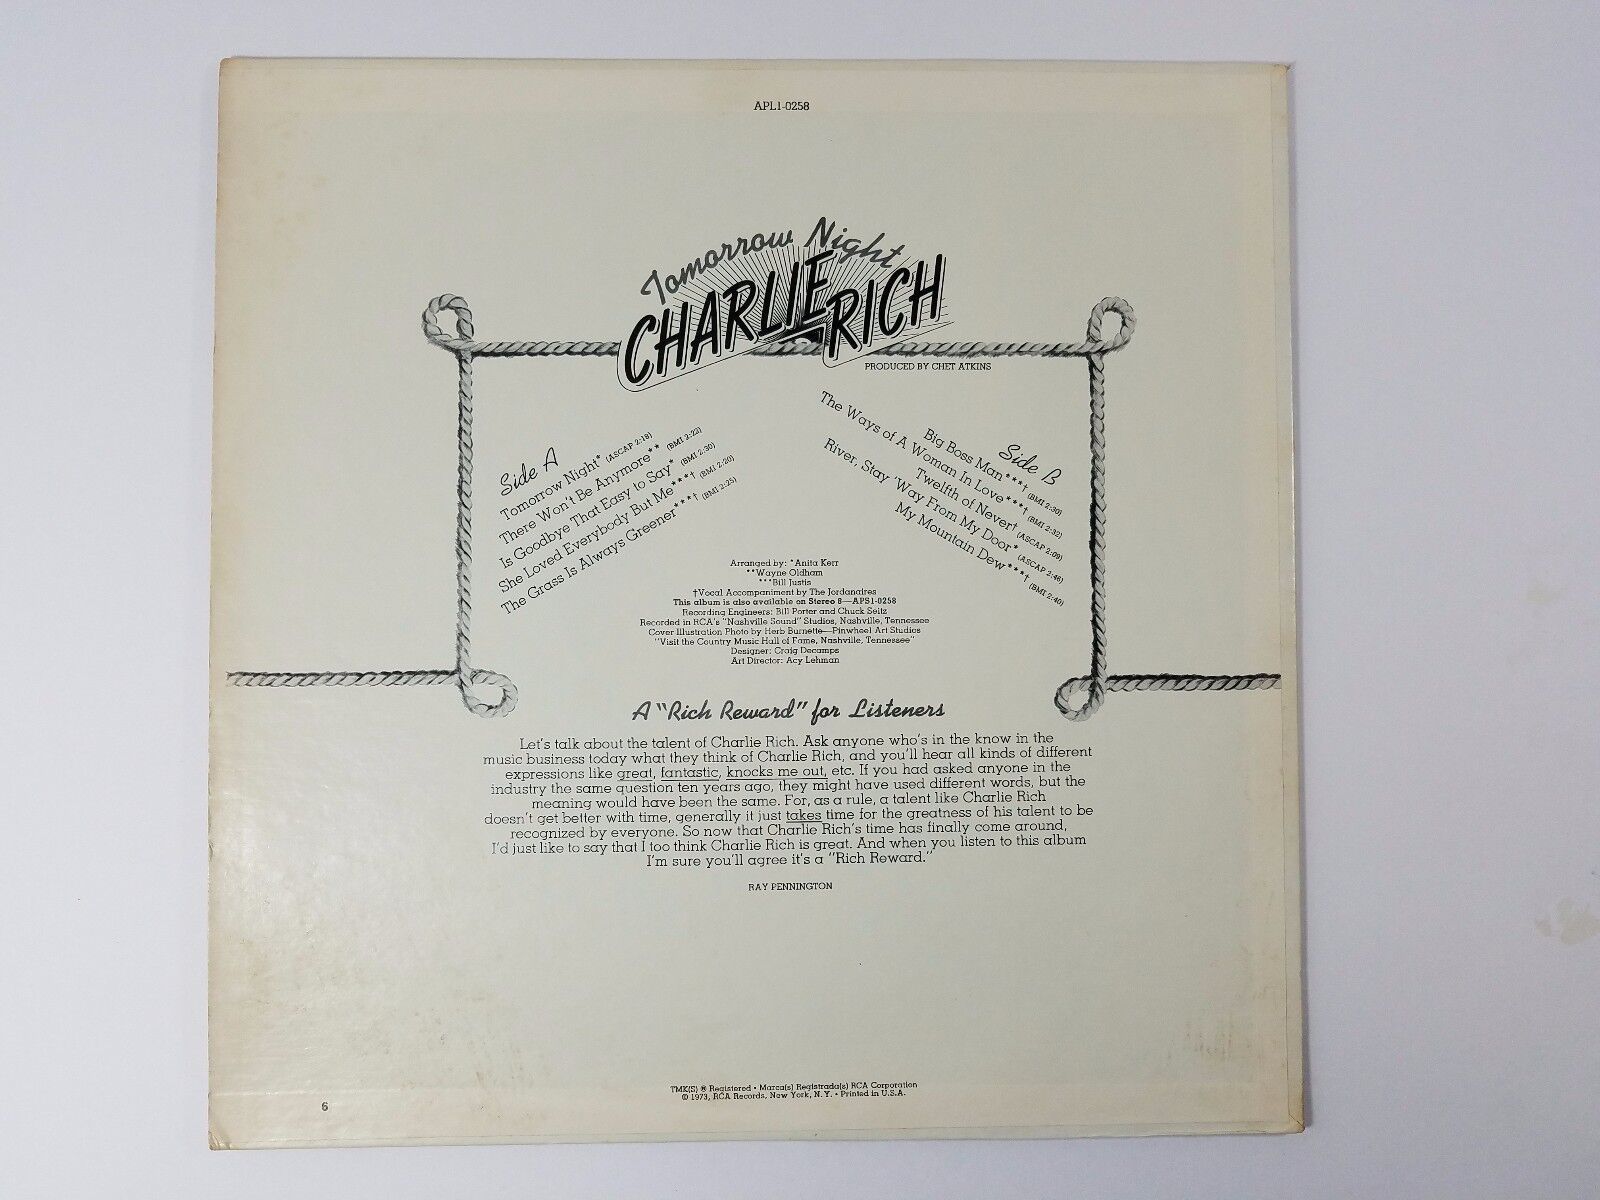 APL1-0258
Tomorrow Night
CHARLIE RICH
PRODUCED BY CHET ATKINS
Side A
Tomorrow Night* (ASCAP 2:18)
There Won't Be Anymore** (BMI 2:22)
Is Goodbye That Easy to Say* (BMI 2:30)
She Loved Everybody But Me***† (BMI 2:20)
The Grass Is Always Greener***† (BMI 2:25)
Side B
Big Boss Man***† (BMI 2:30)
The Ways of A Woman In Love***† (BMI 2:32)
Twelfth of Never† (ASCAP 2:09)
River, Stay 'Way From My Door* (ASCAP 2:46)
My Mountain Dew***† (BMI 2:40)
Arranged by: *Anita Kerr
**Wayne Oldham
***Bill Justis
†Vocal Accompaniment by The Jordanaires
This album is also available on Stereo 8—APS1-0258
Recording Engineers: Bill Porter and Chuck Seitz
Recorded in RCA's "Nashville Sound" Studios, Nashville, Tennessee
Cover Illustration Photo by Herb Burnette—Pinwheel Art Studios
"Visit the Country Music Hall of Fame, Nashville, Tennessee"
Designer: Craig Decamps
Art Director: Acy Lehman
A "Rich Reward" for Listeners
Let's talk about the talent of Charlie Rich. Ask anyone who's in the know in the
music business today what they think of Charlie Rich, and you'll hear all kinds of different
expressions like great, fantastic, knocks me out, etc. If you had asked anyone in the
industry the same question ten years ago, they might have used different words, but the
meaning would have been the same. For, as a rule, a talent like Charlie Rich
doesn't get better with time, generally it just takes time for the greatness of his talent to be
recognized by everyone. So now that Charlie Rich's time has finally come around,
I'd just like to say that I too think Charlie Rich is great. And when you listen to this album
I'm sure you'll agree it's a "Rich Reward."
RAY PENNINGTON
TMK(S) ® Registered • Marca(s) Registrada(s) RCA Corporation
© 1973, RCA Records, New York, N.Y. • Printed in U.S.A.
6